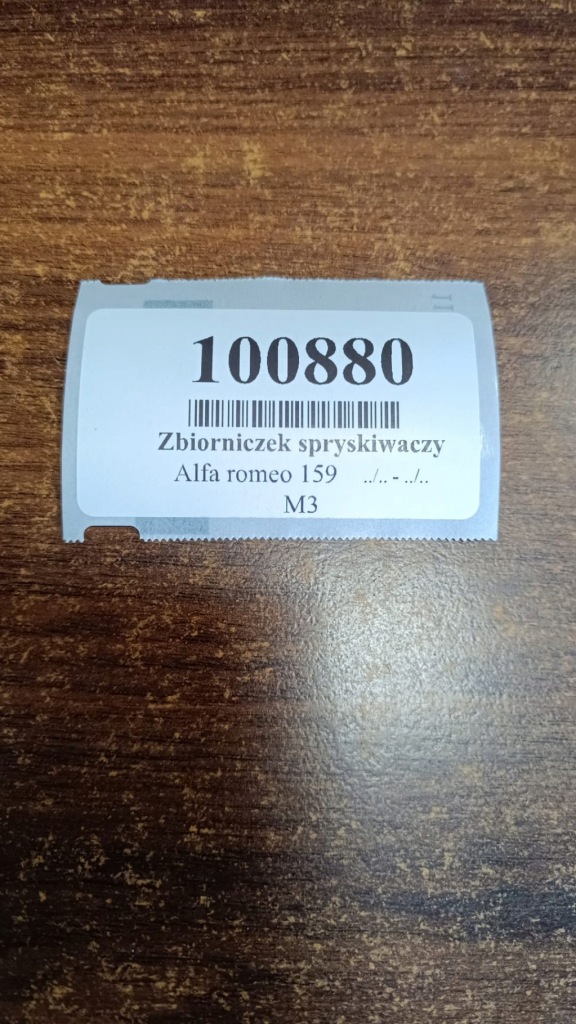 100880
Zbiorniczek spryskiwaczy
Alfa romeo 159 ../.. - ../..
M3